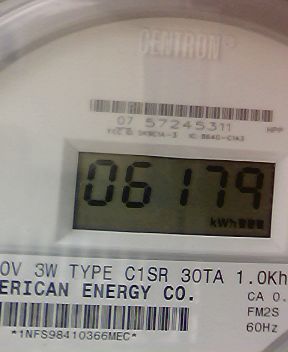 CENTRON®
07 57245311
HPP
06179
kWh
0V 3W TYPE C1SR 30TA 1.0Kh
ERICAN ENERGY CO.
CA 0.
FM2S
60Hz
*1NFS98410366MEC*